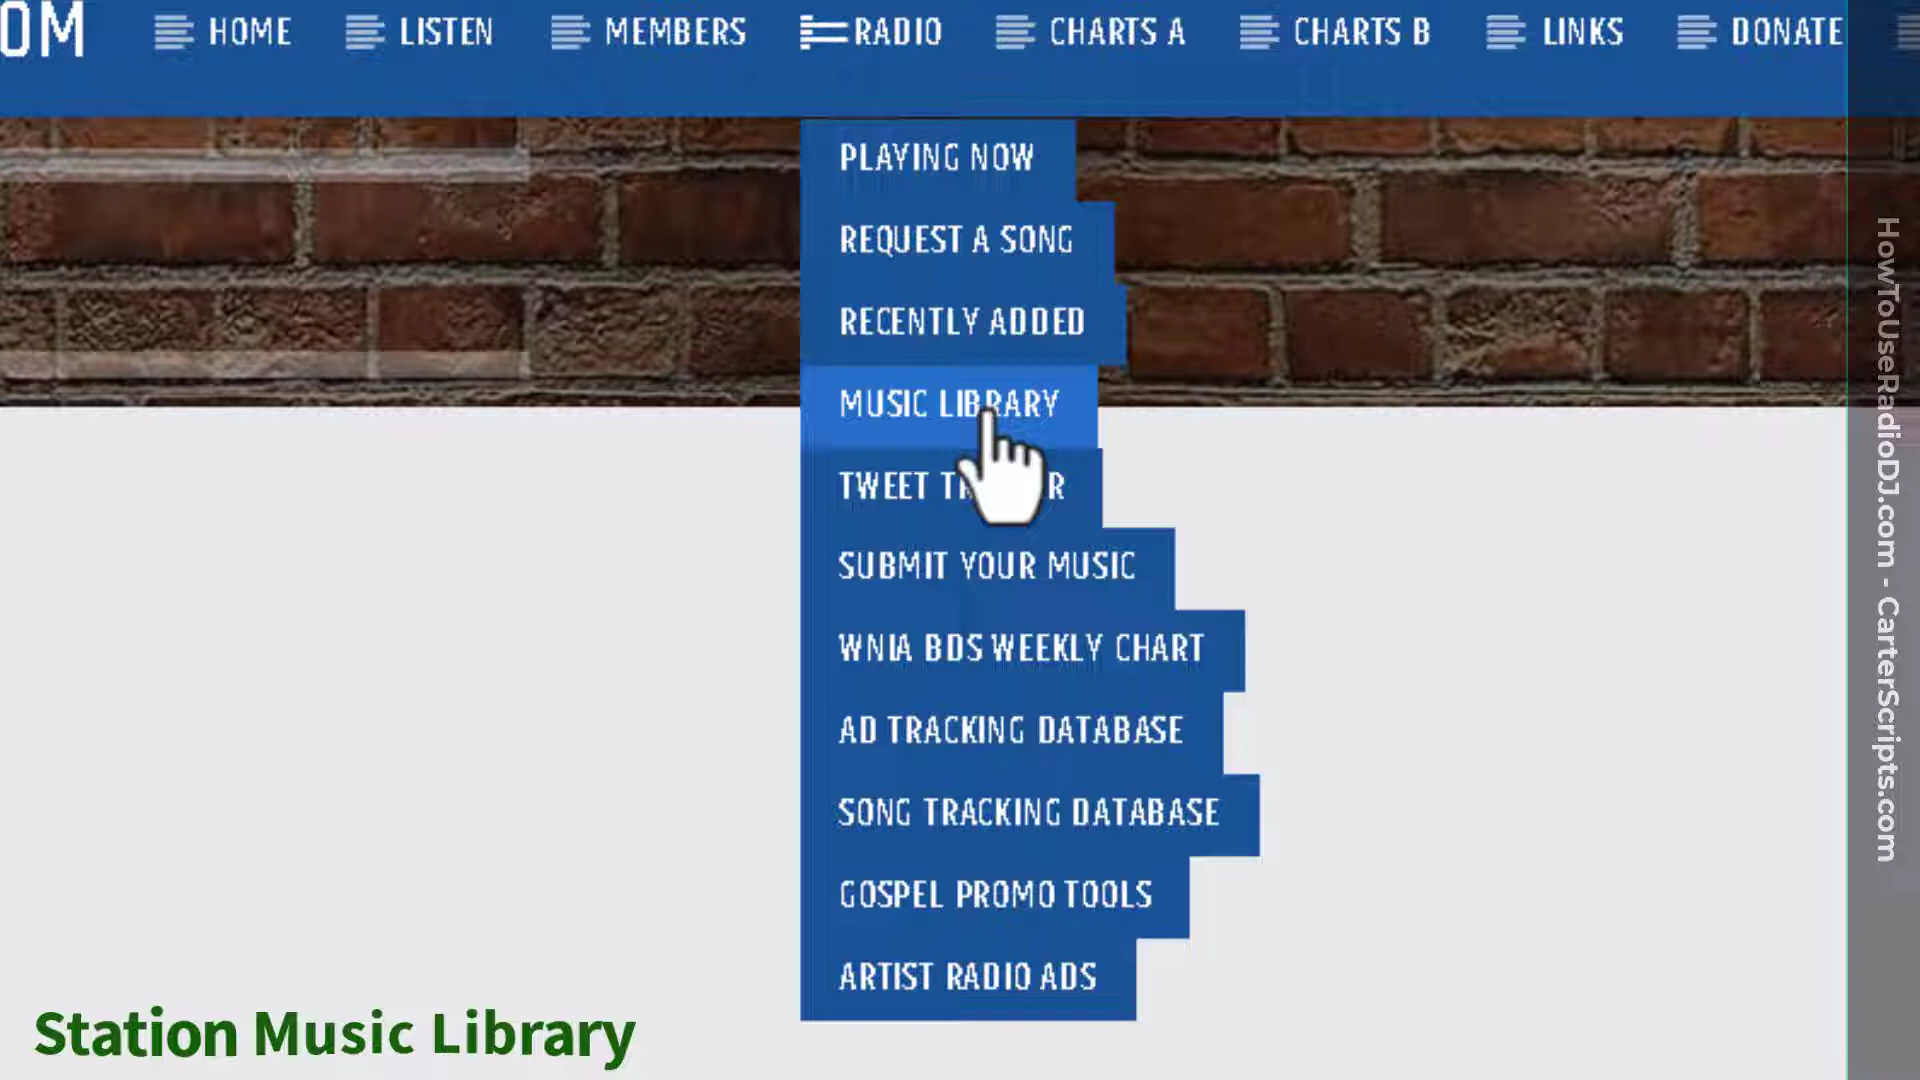 OM HOME LISTEN MEMBERS RADIO CHARTS A CHARTS B LINKS DONATE
PLAYING NOW
REQUEST A SONG
RECENTLY ADDED
MUSIC LIBRARY
TWEET
SUBMIT YOUR MUSIC
WNIA BDS WEEKLY CHART
AD TRACKING DATABASE
SONG TRACKING DATABASE
GOSPEL PROMO TOOLS
ARTIST RADIO ADS
Station Music Library
HowToUseRadioDJ.com - CarterScripts.com